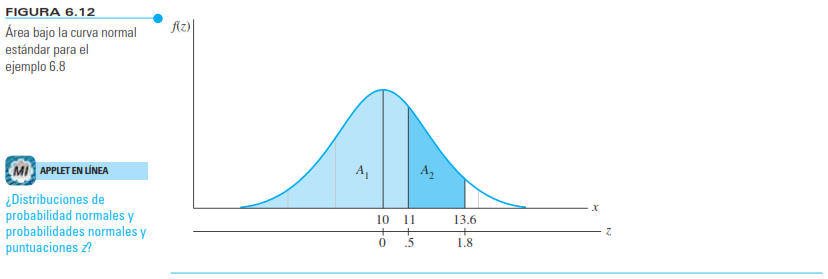 FIGURA 6.12
Área bajo la curva normal
estándar para el
ejemplo 6.8
MI APPLET EN LÍNEA
¿Distribuciones de
probabilidad normales y
probabilidades normales y
puntuaciones z?
f(z)
A1 A2
x
10 11 13.6
z
0 .5 1.8